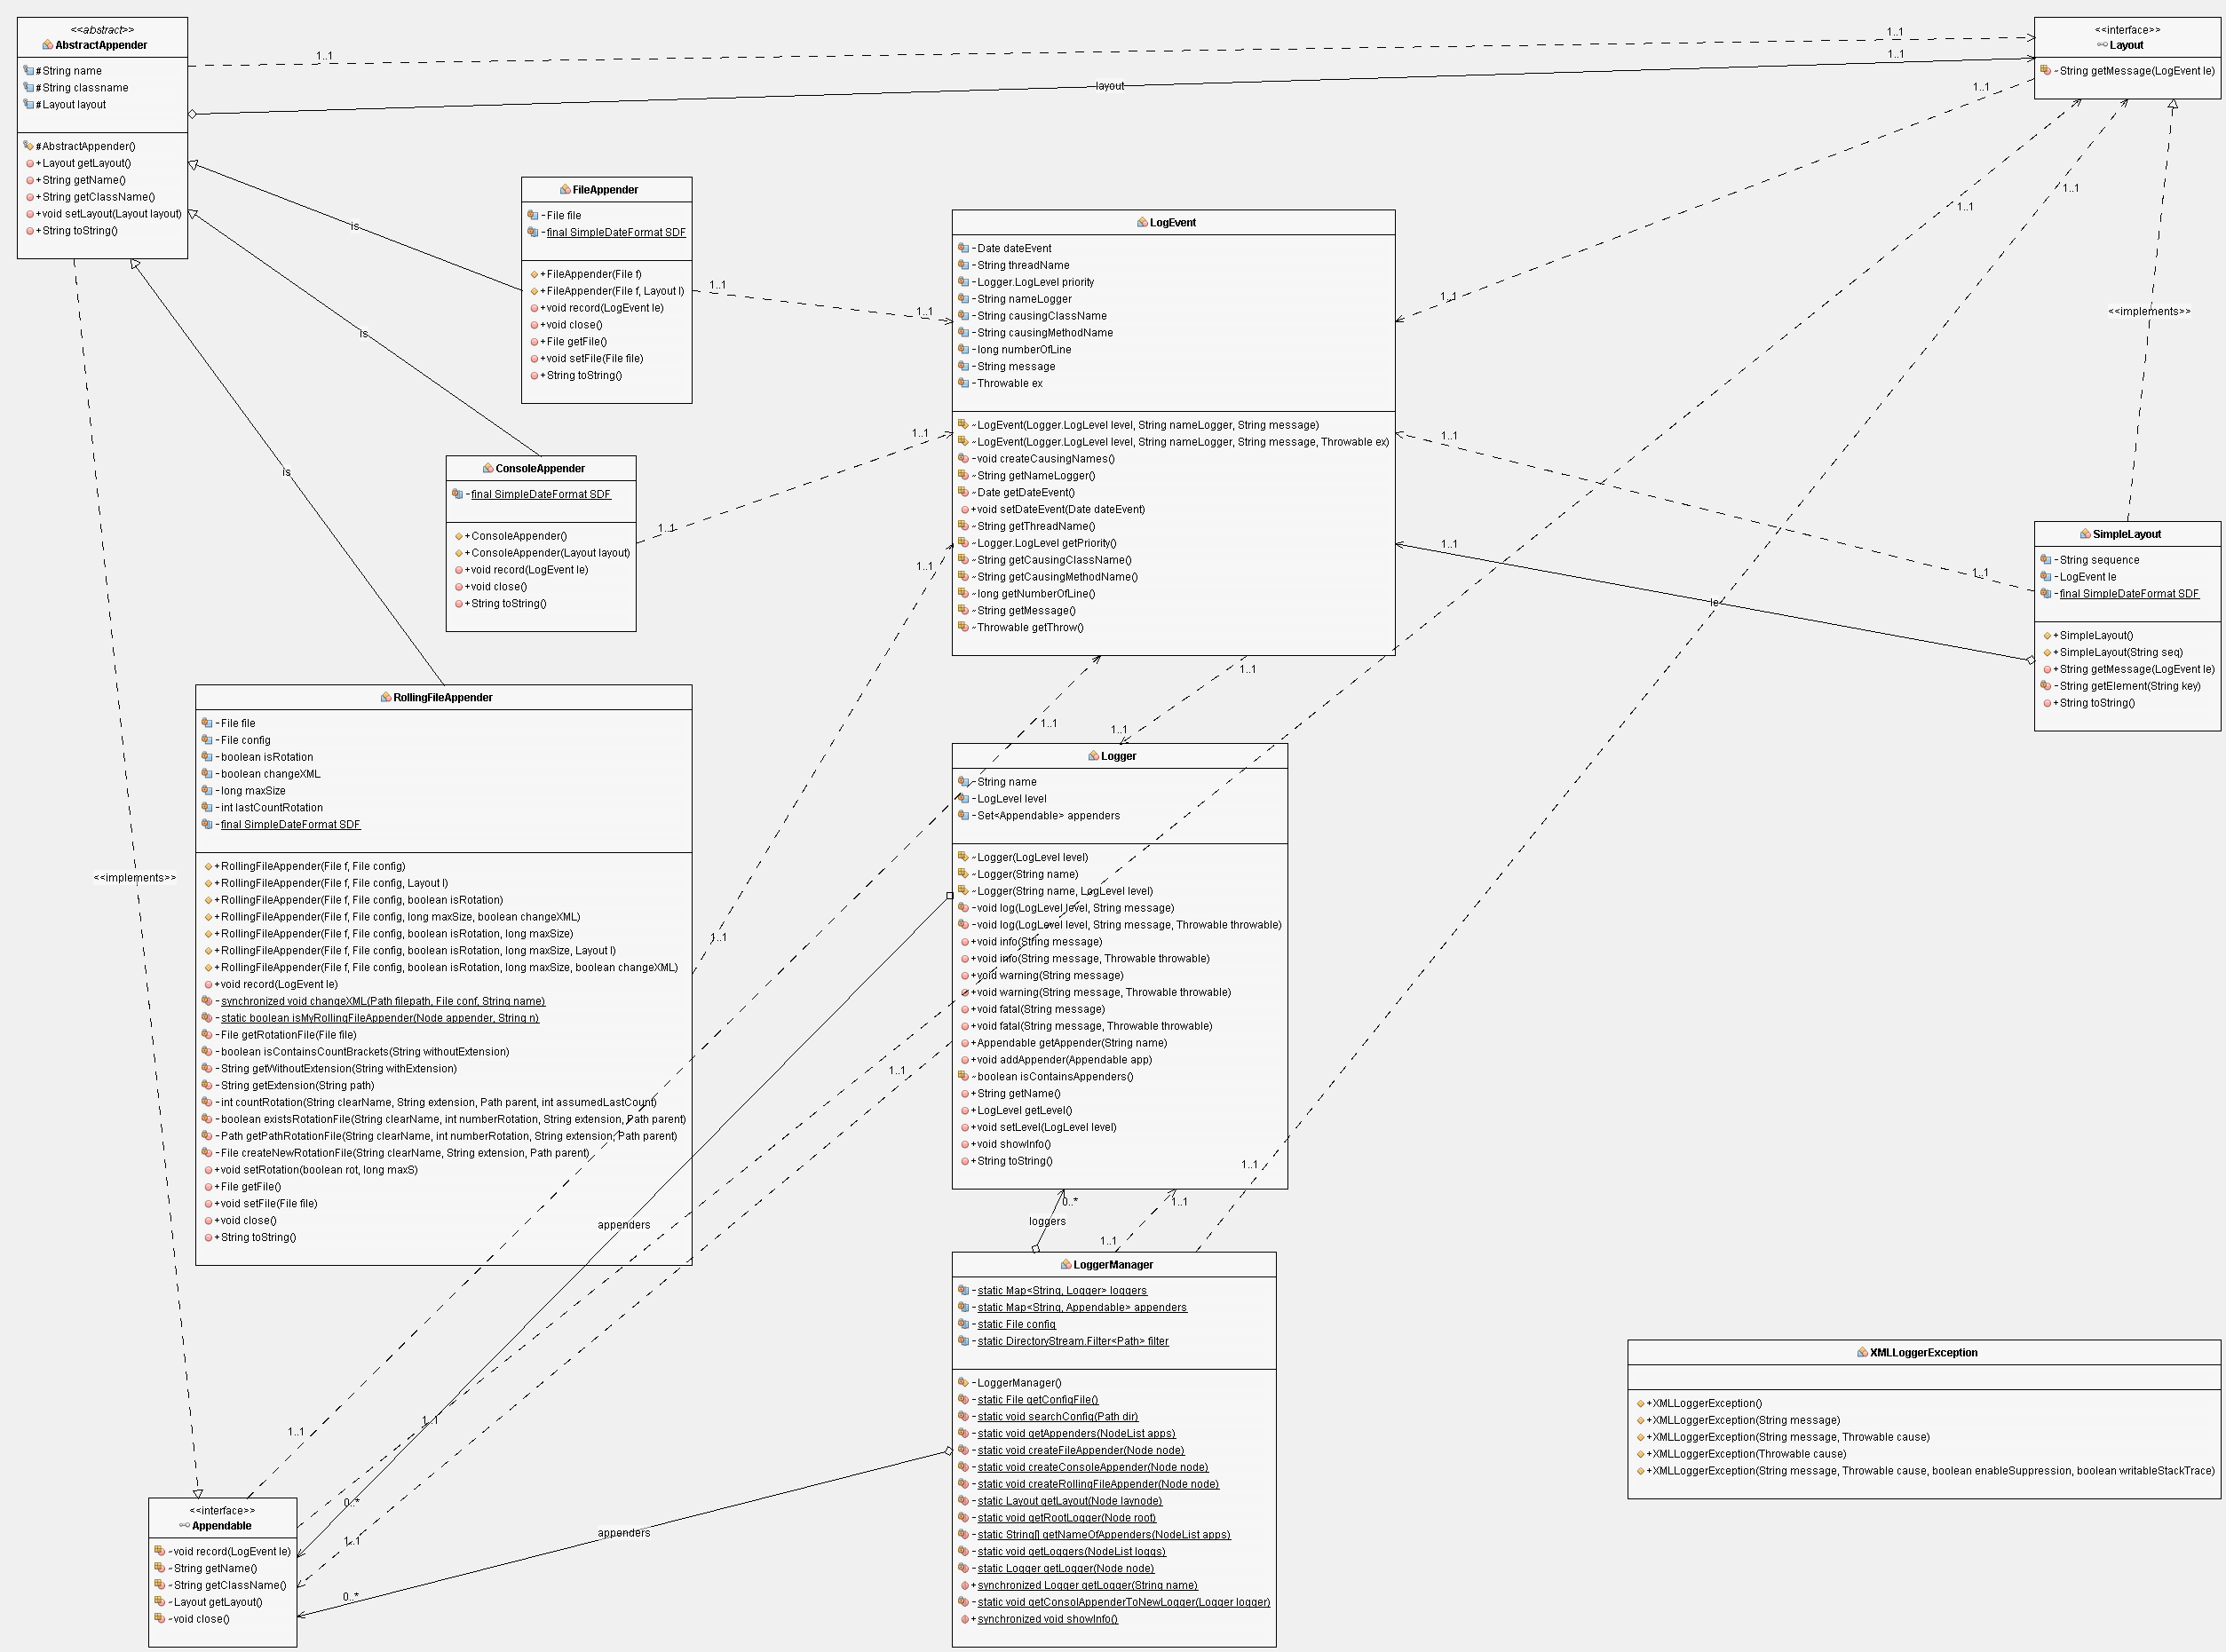 <<abstract>>
AbstractAppender
# String name
# String classname
# Layout layout
# AbstractAppender()
+ Layout getLayout()
+ String getName()
+ String getClassName()
+ void setLayout(Layout layout)
+ String toString()
1..1
1..1
layout
1..1
<<interface>>
Layout
~ String getMessage(LogEvent le)
1..1
1..1
1..1
1..1
is
is
is
<<implements>>
<<implements>>
FileAppender
- File file
- final SimpleDateFormat SDF
+ FileAppender(File f)
+ FileAppender(File f, Layout l)
+ void record(LogEvent le)
+ void close()
+ File getFile()
+ void setFile(File file)
+ String toString()
1..1
1..1
ConsoleAppender
- final SimpleDateFormat SDF
+ ConsoleAppender()
+ ConsoleAppender(Layout layout)
+ void record(LogEvent le)
+ void close()
+ String toString()
1..1
1..1
LogEvent
- Date dateEvent
- String threadName
- Logger.LogLevel priority
- String nameLogger
- String causingClassName
- String causingMethodName
- long numberOfLine
- String message
- Throwable ex
~ LogEvent(Logger.LogLevel level, String nameLogger, String message)
~ LogEvent(Logger.LogLevel level, String nameLogger, String message, Throwable ex)
- void createCausingNames()
~ String getNameLogger()
~ Date getDateEvent()
+ void setDateEvent(Date dateEvent)
~ String getThreadName()
~ Logger.LogLevel getPriority()
~ String getCausingClassName()
~ String getCausingMethodName()
~ long getNumberOfLine()
~ String getMessage()
~ Throwable getThrow()
1..1
1..1
1..1
le
1..1
1..1
1..1
1..1
SimpleLayout
- String sequence
- LogEvent le
- final SimpleDateFormat SDF
+ SimpleLayout()
+ SimpleLayout(String seq)
+ String getMessage(LogEvent le)
- String getElement(String key)
+ String toString()
RollingFileAppender
- File file
- File config
- boolean isRotation
- boolean changeXML
- long maxSize
- int lastCountRotation
- final SimpleDateFormat SDF
+ RollingFileAppender(File f, File config)
+ RollingFileAppender(File f, File config, Layout l)
+ RollingFileAppender(File f, File config, boolean isRotation)
+ RollingFileAppender(File f, File config, long maxSize, boolean changeXML)
+ RollingFileAppender(File f, File config, boolean isRotation, long maxSize)
+ RollingFileAppender(File f, File config, boolean isRotation, long maxSize, Layout l)
+ RollingFileAppender(File f, File config, boolean isRotation, long maxSize, boolean changeXML)
+ void record(LogEvent le)
- synchronized void changeXML(Path filepath, File conf, String name)
- static boolean isMyRollingFileAppender(Node appender, String n)
- File getRotationFile(File file)
- boolean isContainsCountBrackets(String withoutExtension)
- String getWithoutExtension(String withExtension)
- String getExtension(String path)
- int countRotation(String clearName, String extension, Path parent, int assumedLastCount)
- boolean existsRotationFile(String clearName, int numberRotation, String extension, Path parent)
- Path getPathRotationFile(String clearName, int numberRotation, String extension, Path parent)
- File createNewRotationFile(String clearName, String extension, Path parent)
+ void setRotation(boolean rot, long maxS)
+ File getFile()
+ void setFile(File file)
+ void close()
+ String toString()
1..1
Logger
- String name
- LogLevel level
- Set<Appendable> appenders
~ Logger(LogLevel level)
~ Logger(String name)
~ Logger(String name, LogLevel level)
- void log(LogLevel level, String message)
- void log(LogLevel level, String message, Throwable throwable)
+ void info(String message)
+ void info(String message, Throwable throwable)
+ void warning(String message)
+ void warning(String message, Throwable throwable)
+ void fatal(String message)
+ void fatal(String message, Throwable throwable)
+ Appendable getAppender(String name)
+ void addAppender(Appendable app)
~ boolean isContainsAppenders()
+ String getName()
+ LogLevel getLevel()
+ void setLevel(LogLevel level)
+ void showInfo()
+ String toString()
1..1
1..1
0..*
1..1
loggers
1..1
appenders
LoggerManager
- static Map<String, Logger> loggers
- static Map<String, Appendable> appenders
- static File config
- static DirectoryStream.Filter<Path> filter
- LoggerManager()
- static File getConfigFile()
- static void searchConfig(Path dir)
- static void getAppenders(NodeList apps)
- static void createFileAppender(Node node)
- static void createConsoleAppender(Node node)
- static void createRollingFileAppender(Node node)
- static Layout getLayout(Node laynode)
- static void getRootLogger(Node root)
- static String[] getNameOfAppenders(NodeList apps)
- static void getLoggers(NodeList loggs)
- static Logger getLogger(Node node)
+ synchronized Logger getLogger(String name)
- static void getConsolAppenderToNewLogger(Logger logger)
+ synchronized void showInfo()
XMLLoggerException
+ XMLLoggerException()
+ XMLLoggerException(String message)
+ XMLLoggerException(String message, Throwable cause)
+ XMLLoggerException(Throwable cause)
+ XMLLoggerException(String message, Throwable cause, boolean enableSuppression, boolean writableStackTrace)
1..1
1..1
0..*
1..1
appenders
0..*
<<interface>>
Appendable
~ void record(LogEvent le)
~ String getName()
~ String getClassName()
~ Layout getLayout()
~ void close()